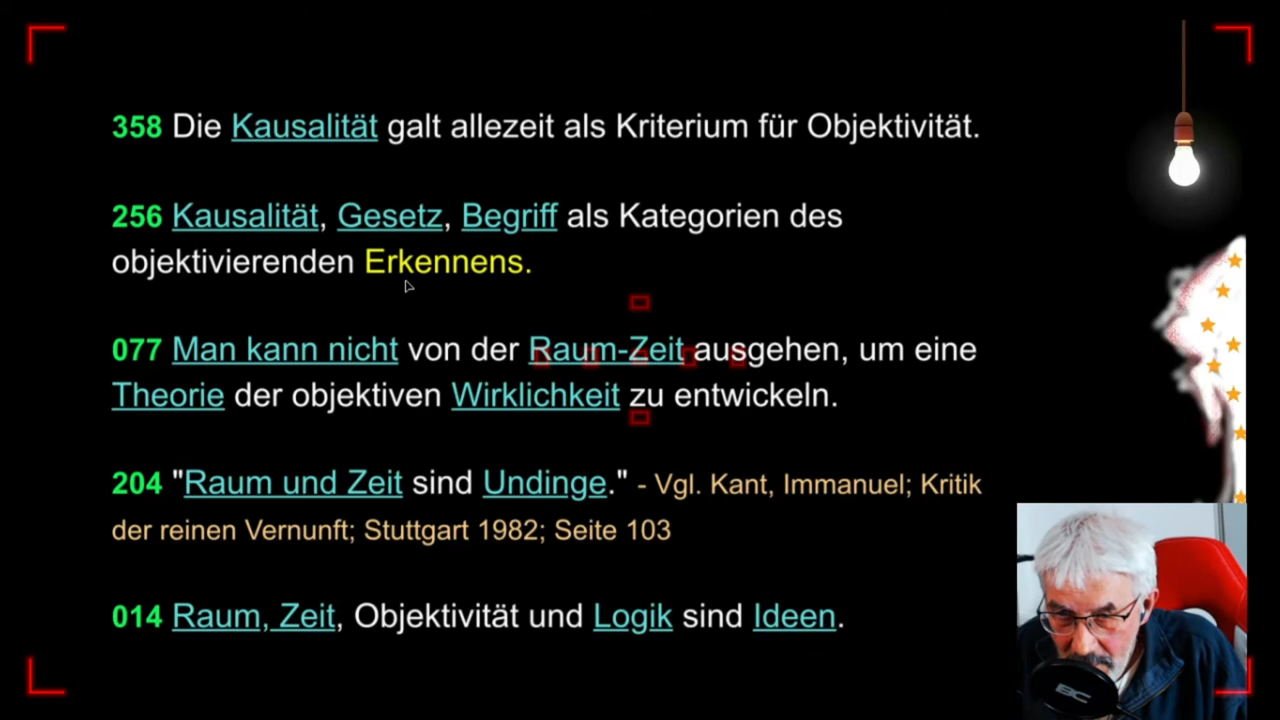 358 Die Kausalität galt allezeit als Kriterium für Objektivität.
256 Kausalität, Gesetz, Begriff als Kategorien des
objektivierenden Erkennens.
077 Man kann nicht von der Raum-Zeit ausgehen, um eine
Theorie der objektiven Wirklichkeit zu entwickeln.
204 "Raum und Zeit sind Undinge." - Vgl. Kant, Immanuel; Kritik
der reinen Vernunft; Stuttgart 1982; Seite 103
014 Raum, Zeit, Objektivität und Logik sind Ideen.
BC